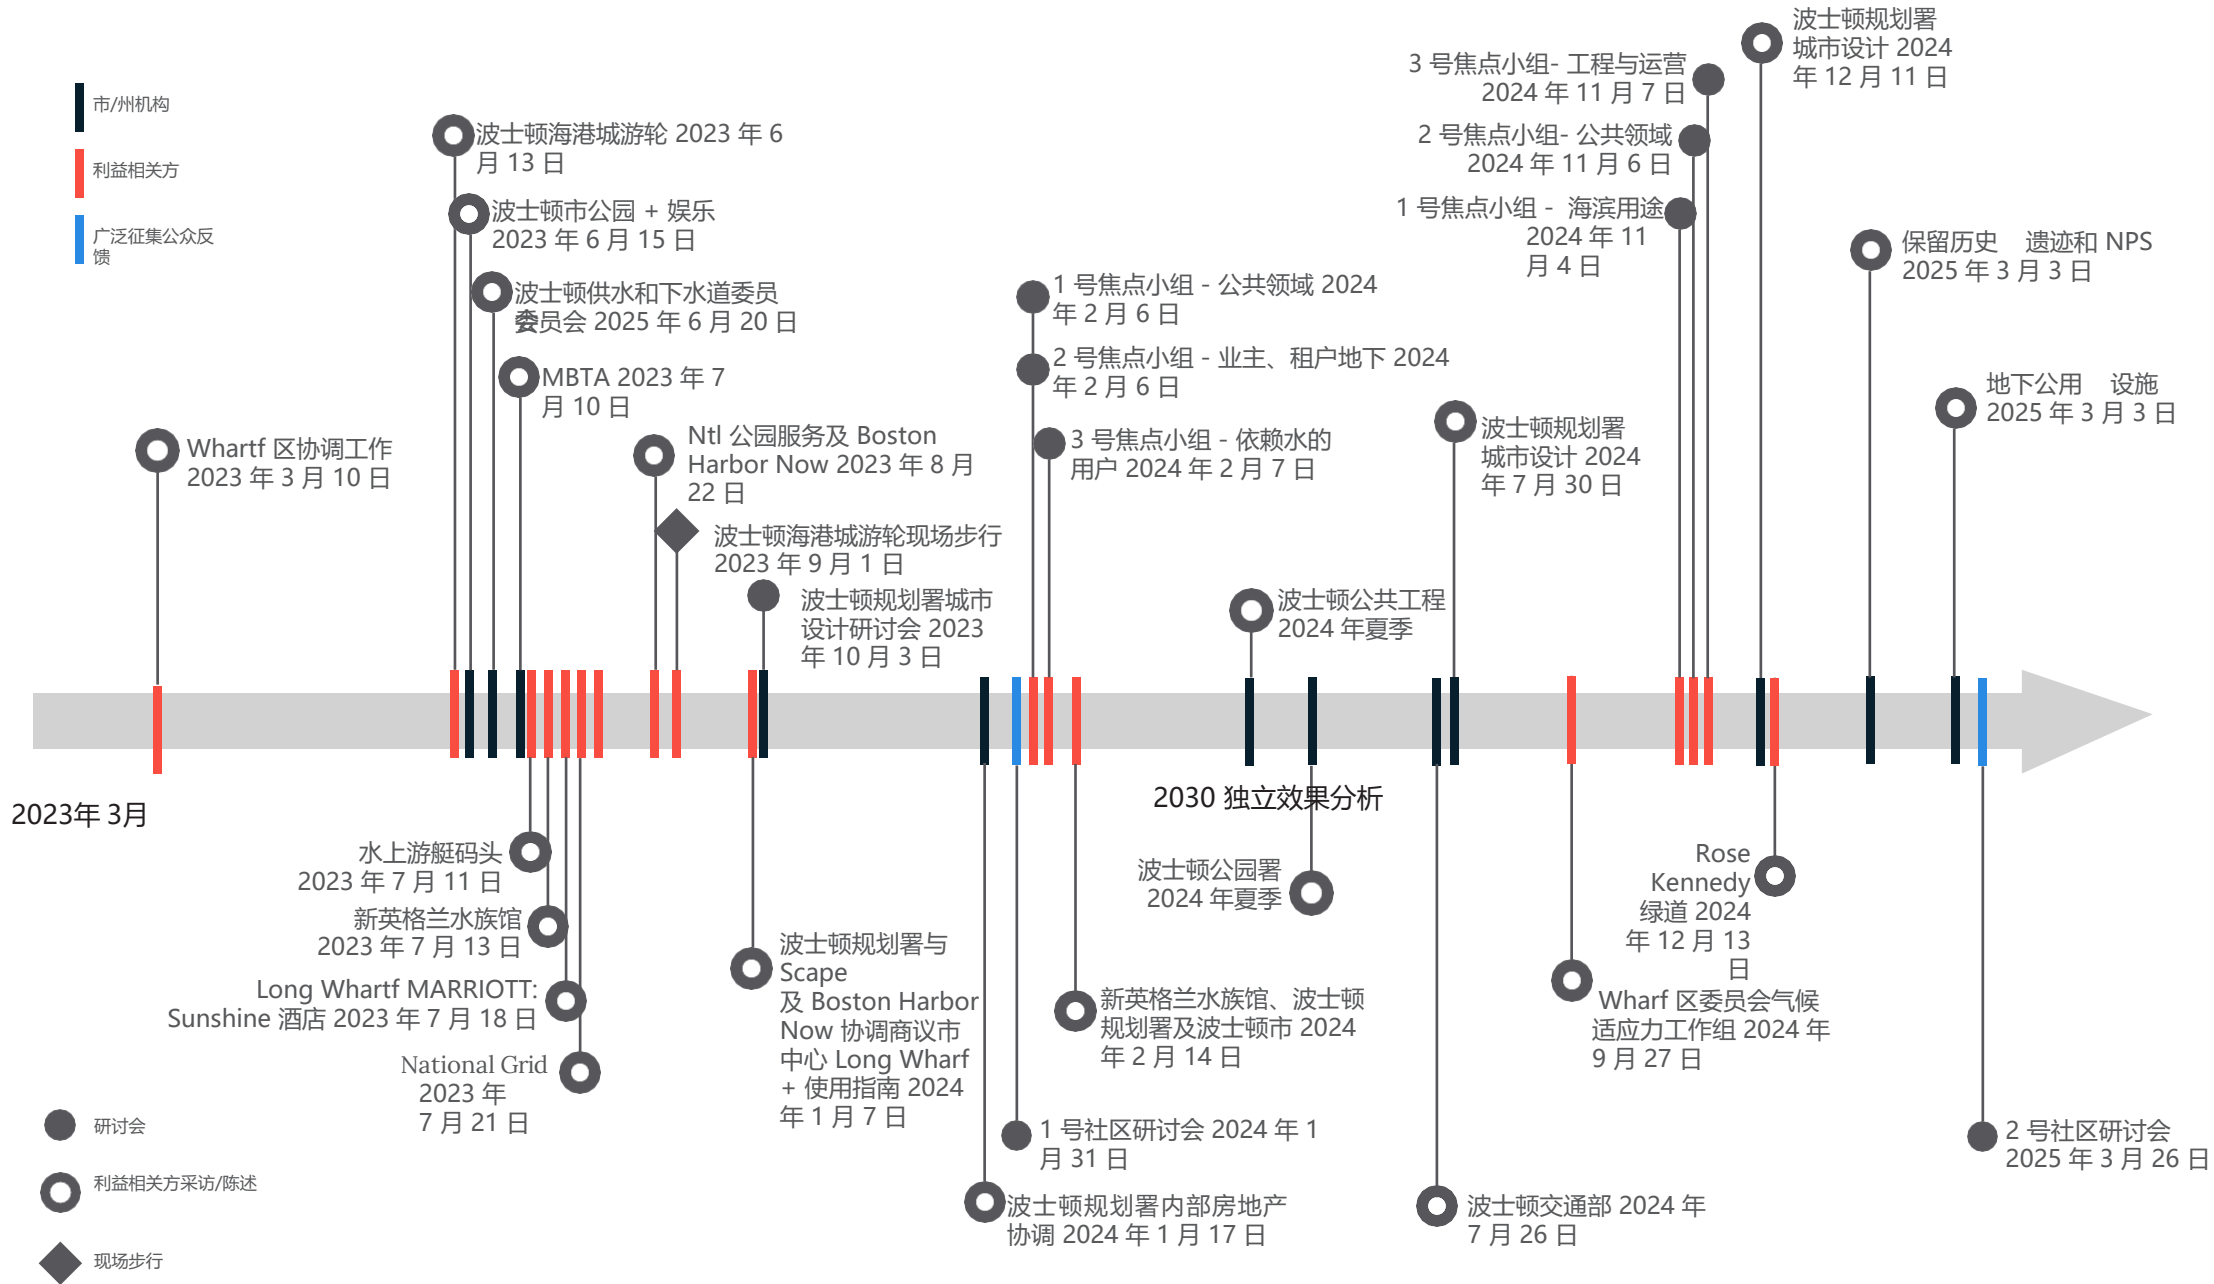 市/州机构
利益相关方
广泛征集公众反
馈
波士顿海港城游轮 2023 年 6
月 13 日
波士顿市公园 + 娱乐
2023 年 6 月 15 日
波士顿供水和下水道委员
委员会 2025 年 6 月 20 日
MBTA 2023 年 7
月 10 日
Whartf 区协调工作
2023 年 3 月 10 日
Ntl 公园服务及 Boston
Harbor Now 2023 年 8 月
22 日
波士顿海港城游轮现场步行
2023 年 9 月 1 日
波士顿规划署城市
设计研讨会 2023
年 10 月 3 日
1 号焦点小组 - 公共领域 2024
年 2 月 6 日
2 号焦点小组 - 业主、租户地下 2024
年 2 月 6 日
3 号焦点小组 - 依赖水的
用户 2024 年 2 月 7 日
波士顿公共工程
2024 年夏季
波士顿规划署
城市设计 2024
年 7 月 30 日
3 号焦点小组- 工程与运营
2024 年 11 月 7 日
2 号焦点小组- 公共领域
2024 年 11 月 6 日
1 号焦点小组 - 海滨用途
2024 年 11
月 4 日
波士顿规划署
城市设计 2024
年 12 月 11 日
保留历史 遗迹和 NPS
2025 年 3 月 3 日
地下公用 设施
2025 年 3 月 3 日
2023年 3月
2030 独立效果分析
水上游艇码头
2023 年 7 月 11 日
新英格兰水族馆
2023 年 7 月 13 日
Long Whartf MARRIOTT:
Sunshine 酒店 2023 年 7 月 18 日
National Grid
2023 年
7 月 21 日
波士顿规划署与
Scape
及 Boston Harbor
Now 协调商议市
中心 Long Wharf
+ 使用指南 2024
年 1 月 7 日
波士顿规划署内部房地产
协调 2024 年 1 月 17 日
1 号社区研讨会 2024 年 1
月 31 日
新英格兰水族馆、波士顿
规划署及波士顿市 2024
年 2 月 14 日
波士顿公园署
2024 年夏季
波士顿交通部 2024 年
7 月 26 日
Wharf 区委员会气候
适应力工作组 2024 年
9 月 27 日
Rose
Kennedy
绿道 2024
年 12 月 13
日
2 号社区研讨会
2025 年 3 月 26 日
研讨会
利益相关方采访/陈述
现场步行